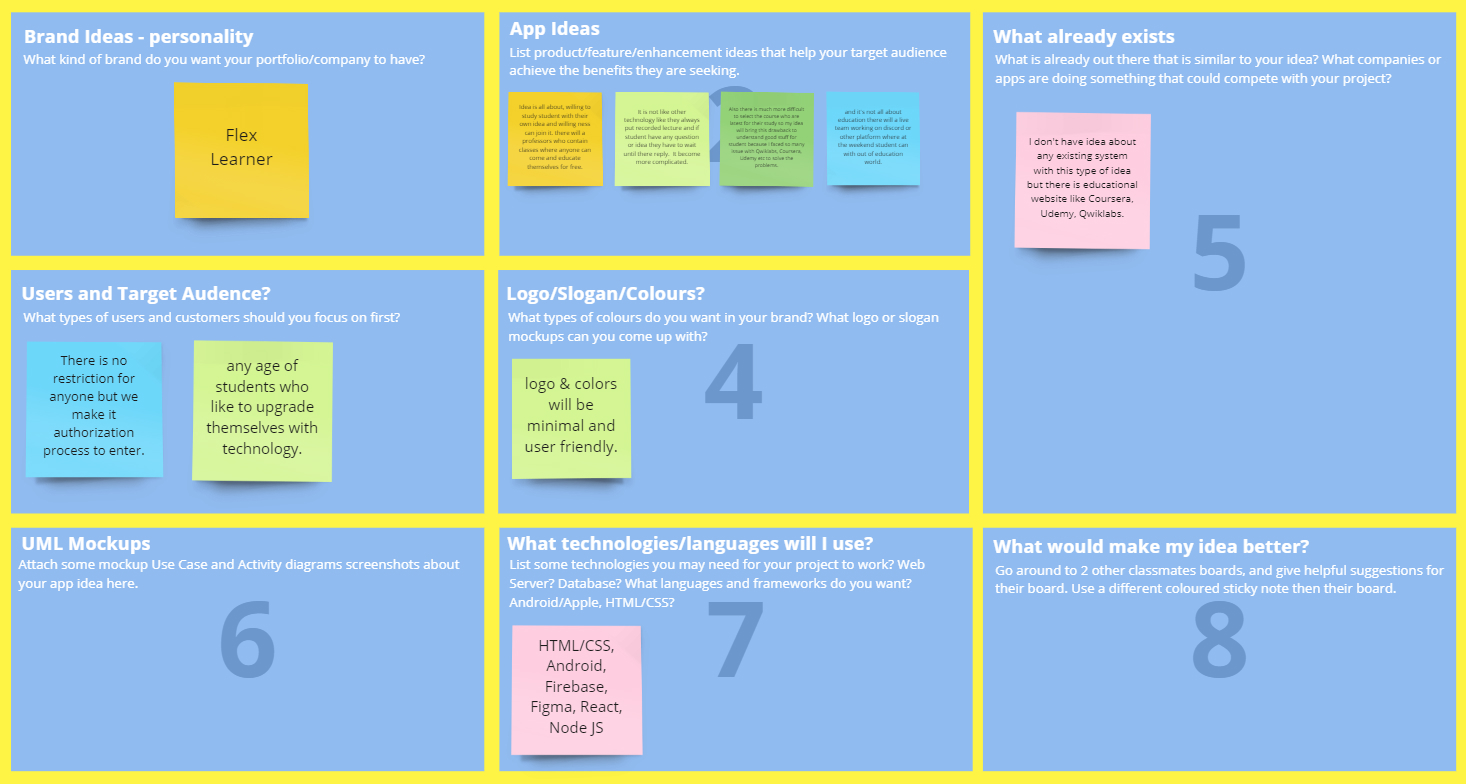 Brand Ideas - personality
What kind of brand do you want your portfolio/company to have?
Flex
Learner
App Ideas
List product/feature/enhancement ideas that help your target audience
achieve the benefits they are seeking.
Idea is all about, willing to
study student with their
own idea and willing ness
can join it. there will a
professors who contain
classes where anyone can
come and educate
themselves for free.
It is not like other
technology like they always
put recorded lecture and if
student have any question
or idea they have to wait
until there reply. It become
more complicated.
Also there is much more difficult
to select the course who are
latest for their study so my idea
will bring this drawback to
understand good stuff for
student because i faced so many
issue with Qwiklabs, Coursera,
Udemy etc to solve the
problems.
and it's not all about
education there will a live
team working on discord or
other platform where at
the weekend student can
with out of education
world.
What already exists
What is already out there that is similar to your idea? What companies or
apps are doing something that could compete with your project?
I don't have idea about
any existing system
with this type of idea
but there is educational
website like Coursera,
Udemy, Qwiklabs.
5
Users and Target Audience?
What types of users and customers should you focus on first?
There is no
restriction for
anyone but we
make it
authorization
process to enter.
any age of
students who
like to upgrade
themselves with
technology.
Logo/Slogan/Colours?
What types of colours do you want in your brand? What logo or slogan
mockups can you come up with?
4
logo & colors
will be
minimal and
user friendly.
UML Mockups
Attach some mockup Use Case and Activity diagrams screenshots about
your app idea here.
6
What technologies/languages will I use?
List some technologies you may need for your project to work? Web
Server? Database? What languages and frameworks do you want?
Android/Apple, HTML/CSS?
7
HTML/CSS,
Android,
Firebase,
Figma, React,
Node JS
What would make my idea better?
Go around to 2 other classmates boards, and give helpful suggestions for
their board. Use a different coloured sticky note then their board.
8